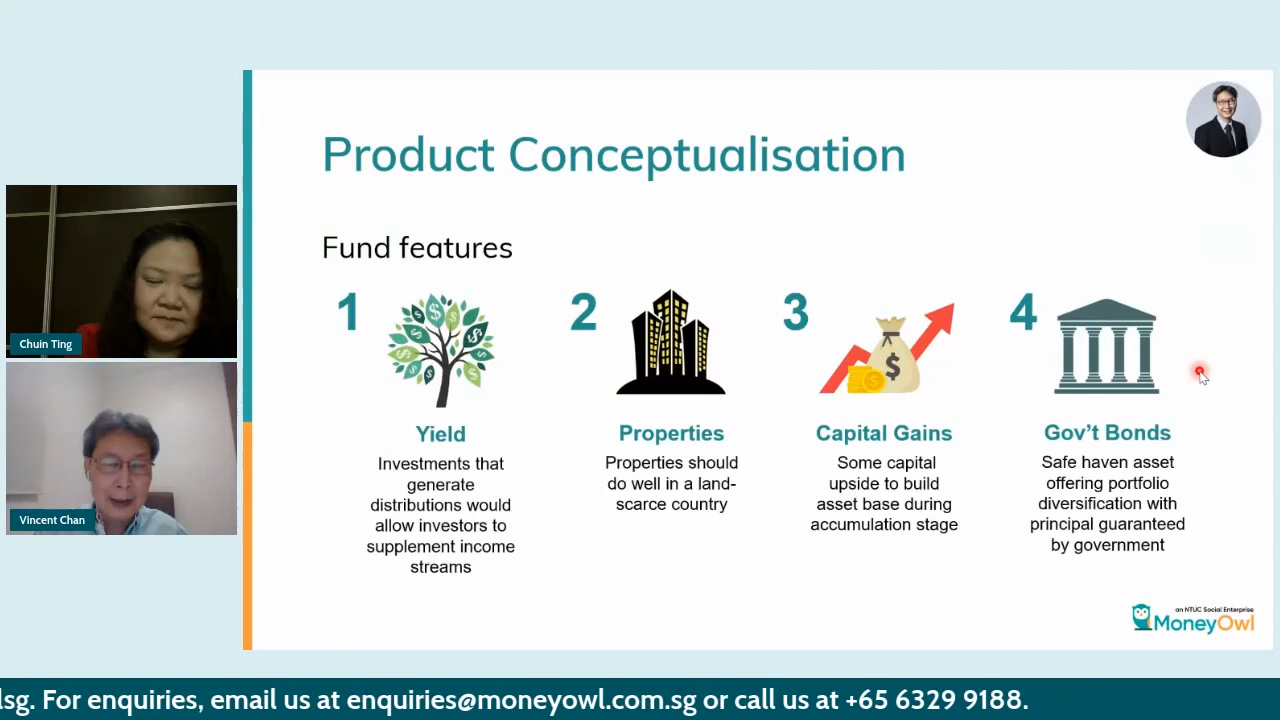 Product Conceptualisation
Fund features
1
2
3
4
Yield
Investments that
generate
distributions would
allow investors to
supplement income
streams
Properties
Properties should
do well in a land-
scarce country
Capital Gains
Some capital
upside to build
asset base during
accumulation stage
Gov't Bonds
Safe haven asset
offering portfolio
diversification with
principal guaranteed
by government
Chuin Ting
Vincent Chan
an NTUC Social Enterprise
MoneyOwl
lsg. For enquiries, email us at enquiries@moneyowl.com.sg or call us at +65 6329 9188.